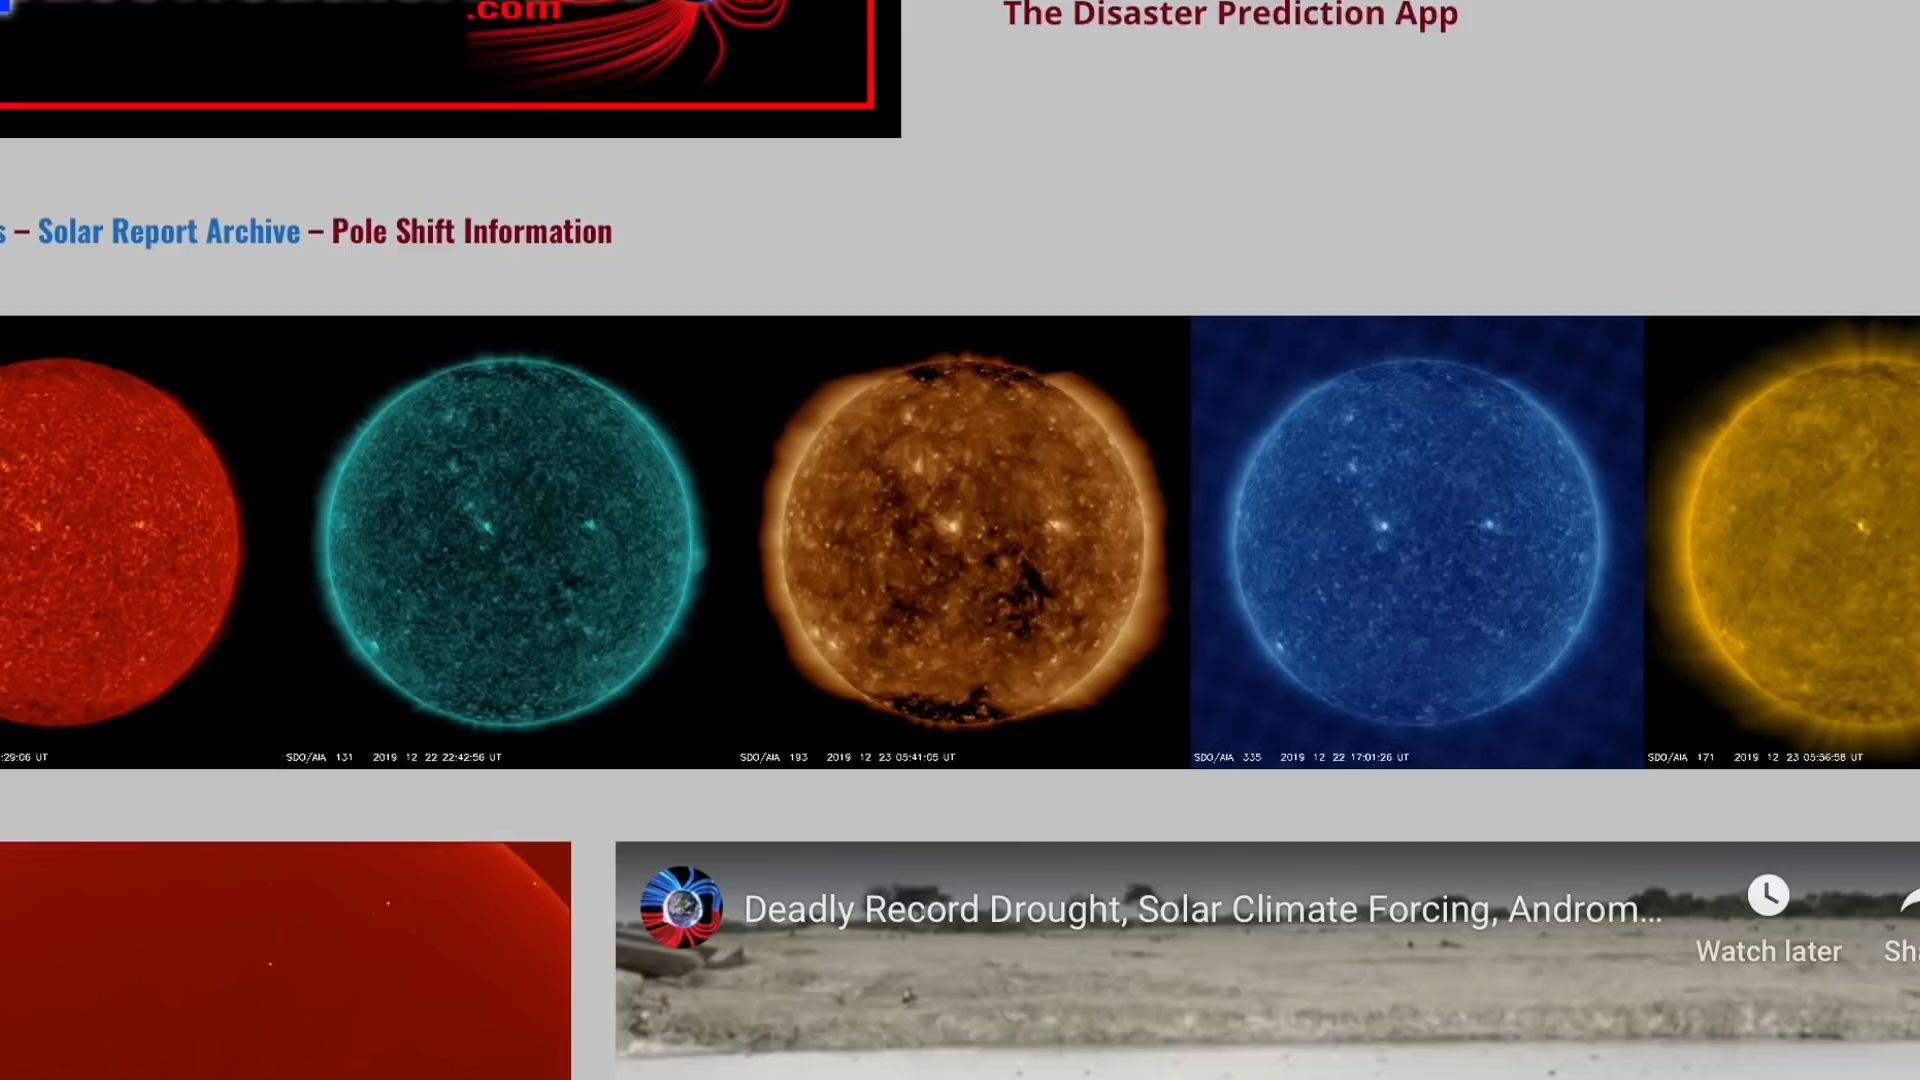 .com
The Disaster Prediction App
s – Solar Report Archive – Pole Shift Information
:29:06 UT
SDO/AIA 131 2019 12 22 22:42:56 UT
SDO/AIA 193 2019 12 23 05:41:05 UT
SDO/AIA 335 2019 12 22 17:01:26 UT
SDO/AIA 171 2019 12 23 05:56:58 UT
Deadly Record Drought, Solar Climate Forcing, Androm...
Watch later
Sha